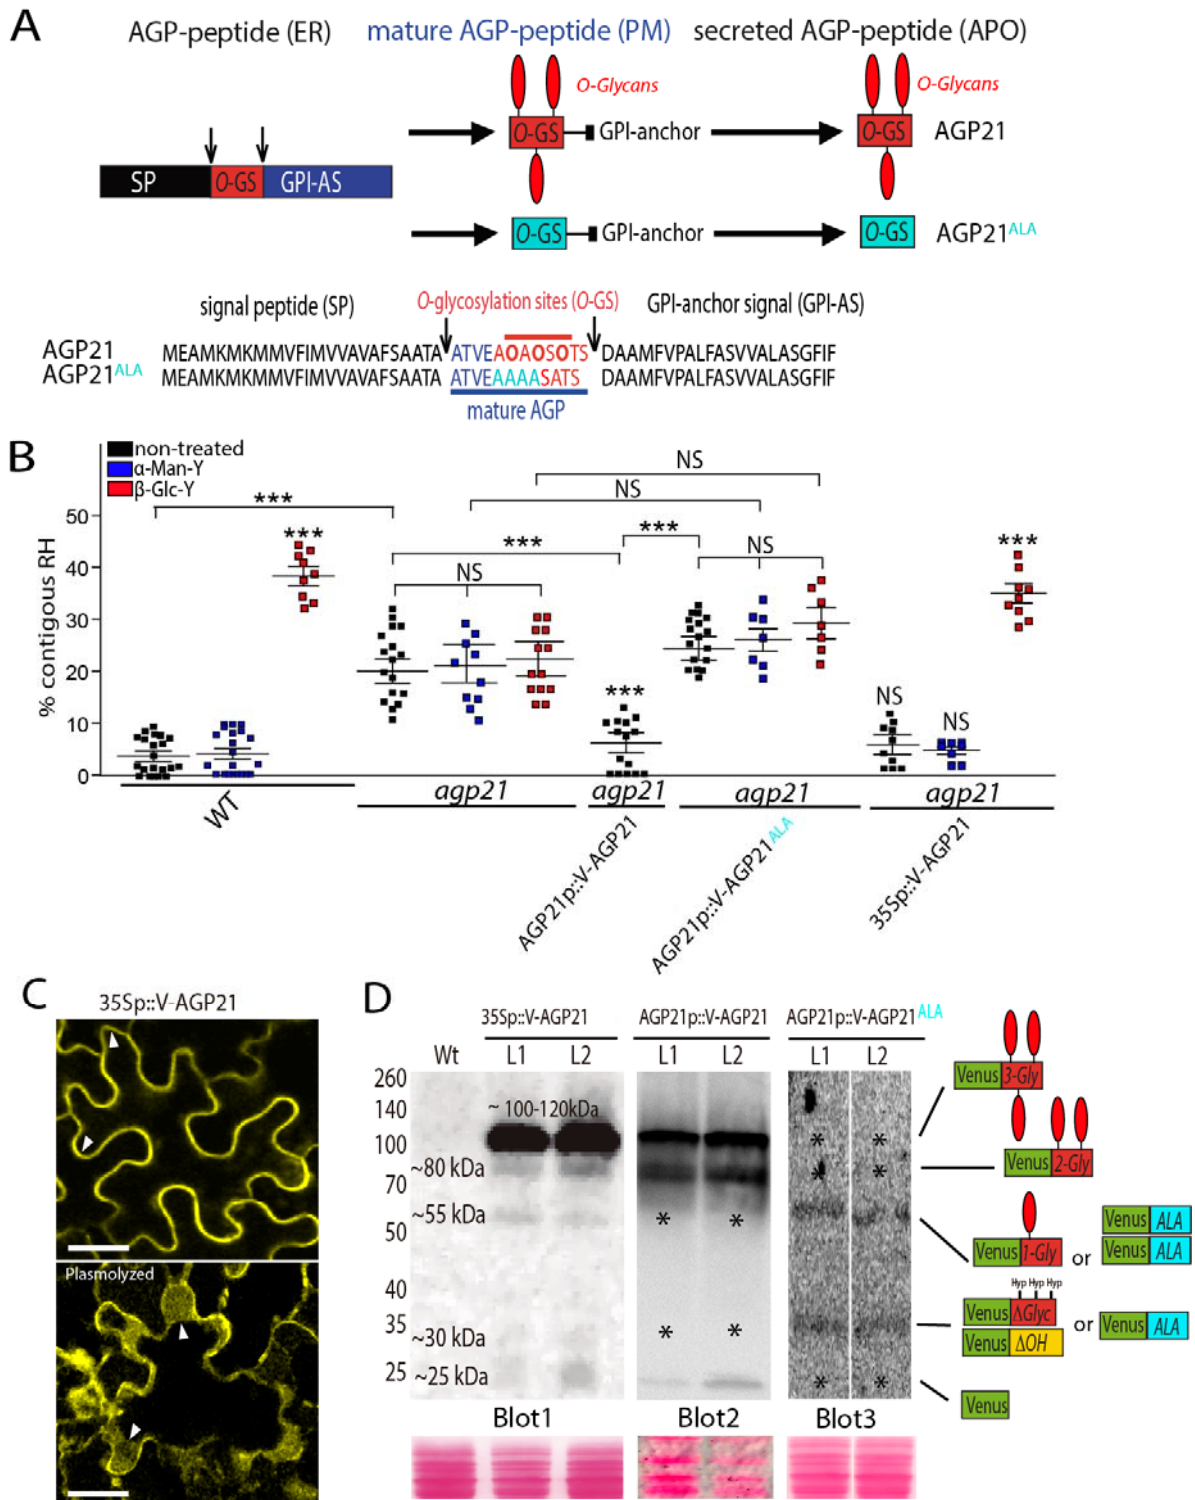 A
AGP-peptide (ER) mature AGP-peptide (PM) secreted AGP-peptide (APO)
O-Glycans O-Glycans
SP O-GS GPI-AS
O-GS GPI-anchor O-GS AGP21
O-GS GPI-anchor O-GS AGP21ALA
signal peptide (SP) O-glycosylation sites (O-GS) GPI-anchor signal (GPI-AS)
AGP21 MEAMKMKMMVFIMVVAVAFSAATA ATVEAOAOSOTS DAAMFVPALFASVVALASGFIF
AGP21ALA MEAMKMKMMVFIMVVAVAFSAATA ATVEAAAASATS DAAMFVPALFASVVALASGFIF
mature AGP
B
non-treated
α-Man-Y
β-Glc-Y
% contigous RH
50
40
30
20
10
0
NS
NS
***
***
***
***
NS
NS
***
***
NS
NS
WT
agp21
agp21
agp21
agp21
AGP21p::V-AGP21
AGP21p::V-AGP21ALA
35Sp::V-AGP21
C
35Sp::V-AGP21
Plasmolyzed
D
35Sp::V-AGP21 AGP21p::V-AGP21 AGP21p::V-AGP21ALA
Wt L1 L2 L1 L2 L1 L2
260
140
100
~ 100-120kDa
~80 kDa
70
~55 kDa
50
40
35
~30 kDa
25
~25 kDa
* *
* *
* *
* *
* *
Venus 3-Gly
Venus 2-Gly
Venus 1-Gly or Venus ALA
Venus ALA
Hyp Hyp Hyp
Venus ΔGlyc or Venus ALA
Venus ΔOH
Venus
Blot1 Blot2 Blot3